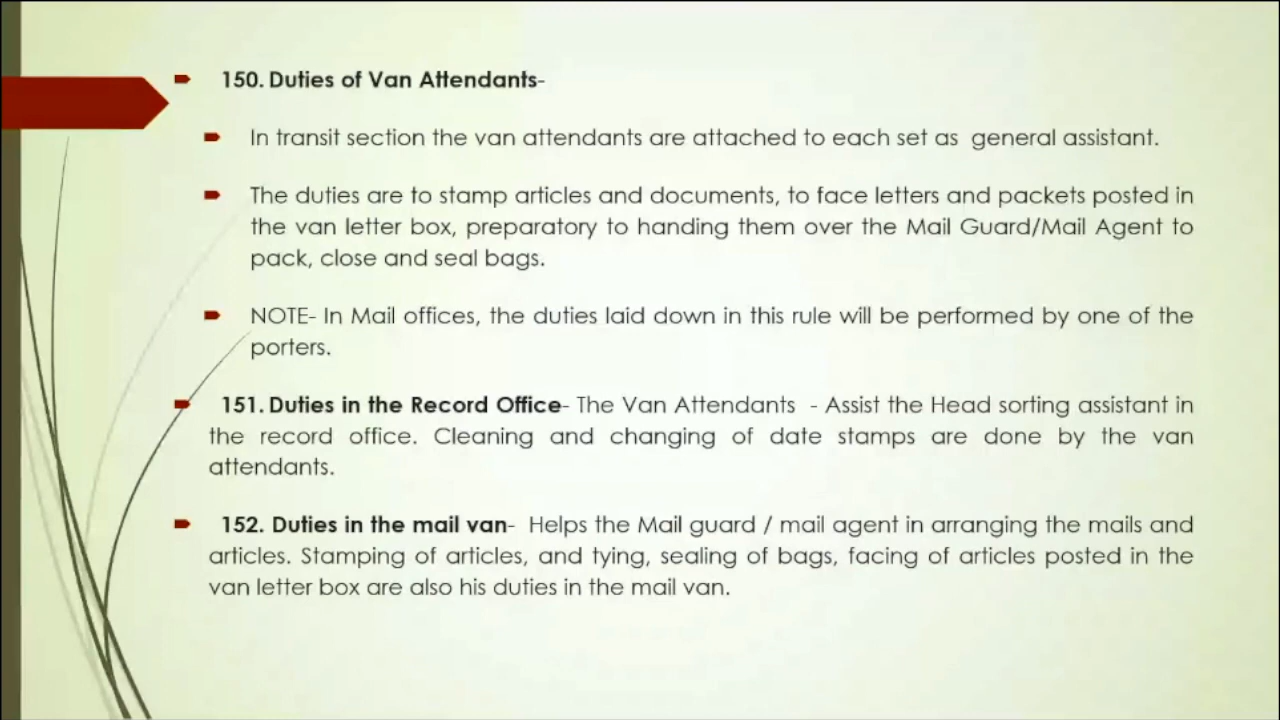 150. Duties of Van Attendants-
In transit section the van attendants are attached to each set as general assistant.
The duties are to stamp articles and documents, to face letters and packets posted in
the van letter box, preparatory to handing them over the Mail Guard/Mail Agent to
pack, close and seal bags.
NOTE- In Mail offices, the duties laid down in this rule will be performed by one of the
porters.
151. Duties in the Record Office- The Van Attendants - Assist the Head sorting assistant in
the record office. Cleaning and changing of date stamps are done by the van
attendants.
152. Duties in the mail van- Helps the Mail guard / mail agent in arranging the mails and
articles. Stamping of articles, and tying, sealing of bags, facing of articles posted in the
van letter box are also his duties in the mail van.